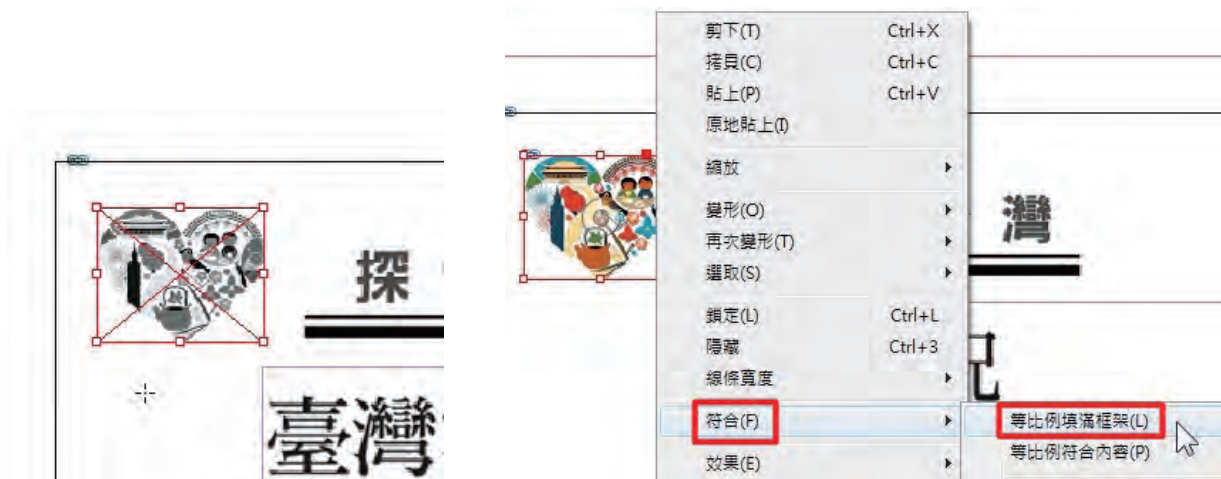 探
臺灣
剪下(T) Ctrl+X
拷貝(C) Ctrl+C
貼上(P) Ctrl+V
原地貼上(I)
縮放
變形(O)
再次變形(T)
選取(S)
鎖定(L) Ctrl+L
隱藏 Ctrl+3
線條寬度
符合(F)
效果(E)
等比例填滿框架(L)
等比例符合內容(P)
灣